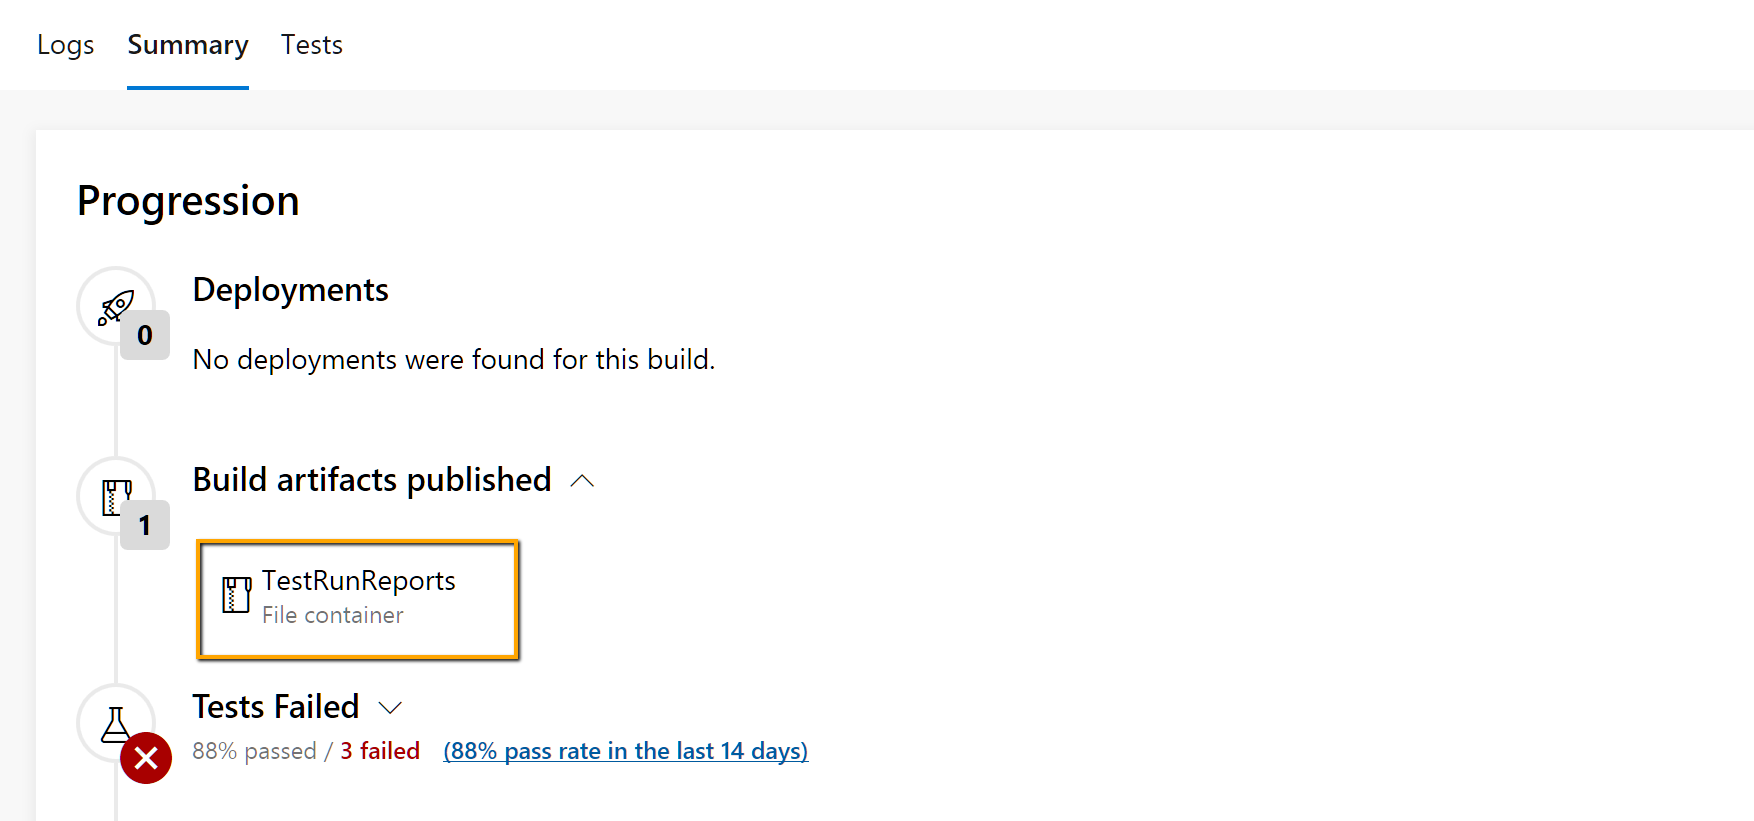 Logs Summary Tests
Progression
Deployments
0
No deployments were found for this build.
Build artifacts published
1
TestRunReports
File container
Tests Failed
88% passed / 3 failed (88% pass rate in the last 14 days)